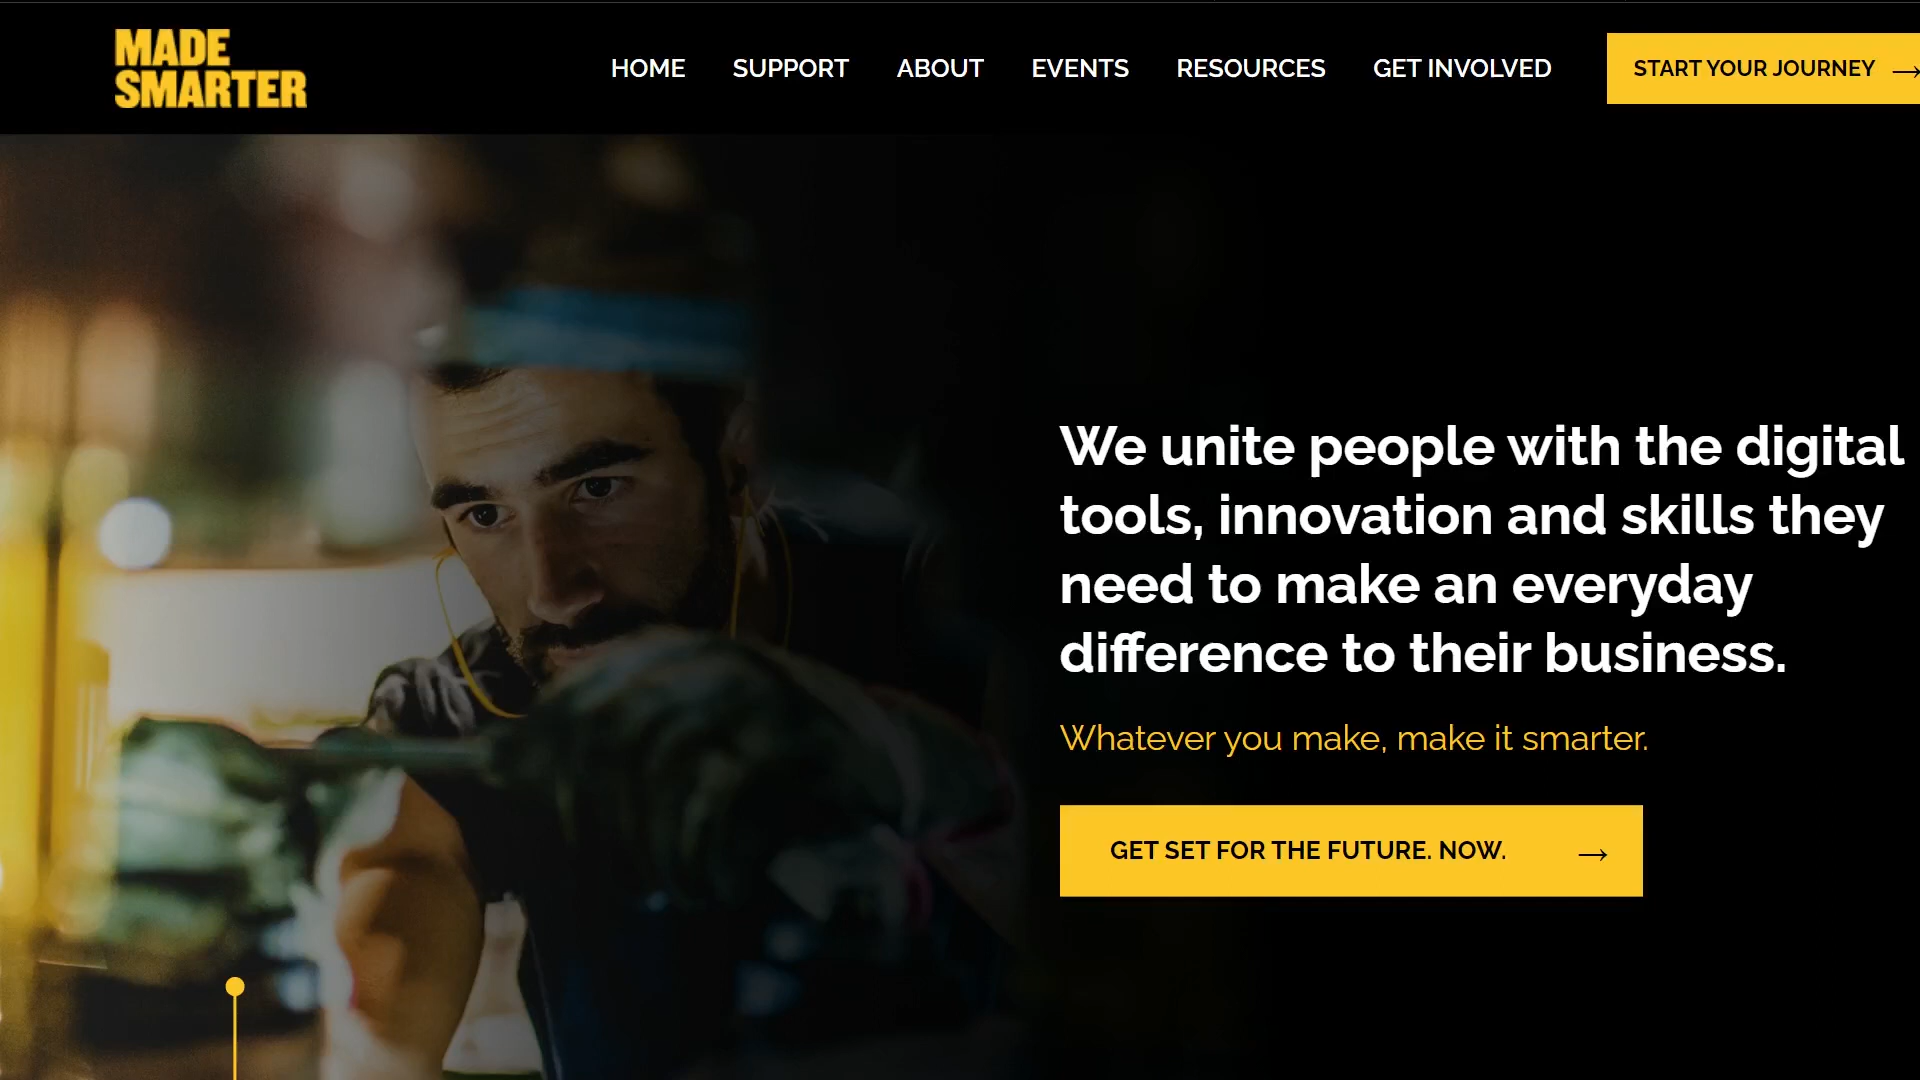 MADE
SMARTER
HOME SUPPORT ABOUT EVENTS RESOURCES GET INVOLVED START YOUR JOURNEY →
We unite people with the digital
tools, innovation and skills they
need to make an everyday
difference to their business.
Whatever you make, make it smarter.
GET SET FOR THE FUTURE. NOW. →